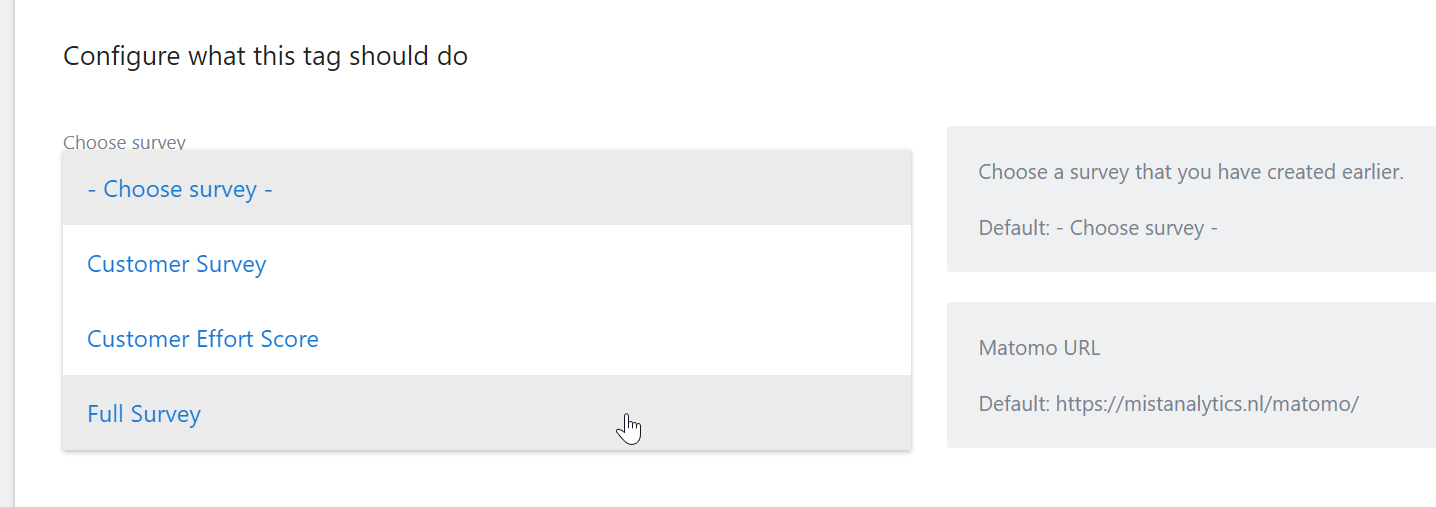 Configure what this tag should do
Choose survey
- Choose survey -
Customer Survey
Customer Effort Score
Full Survey
Choose a survey that you have created earlier.
Default: - Choose survey -
Matomo URL
Default: https://mistanalytics.nl/matomo/